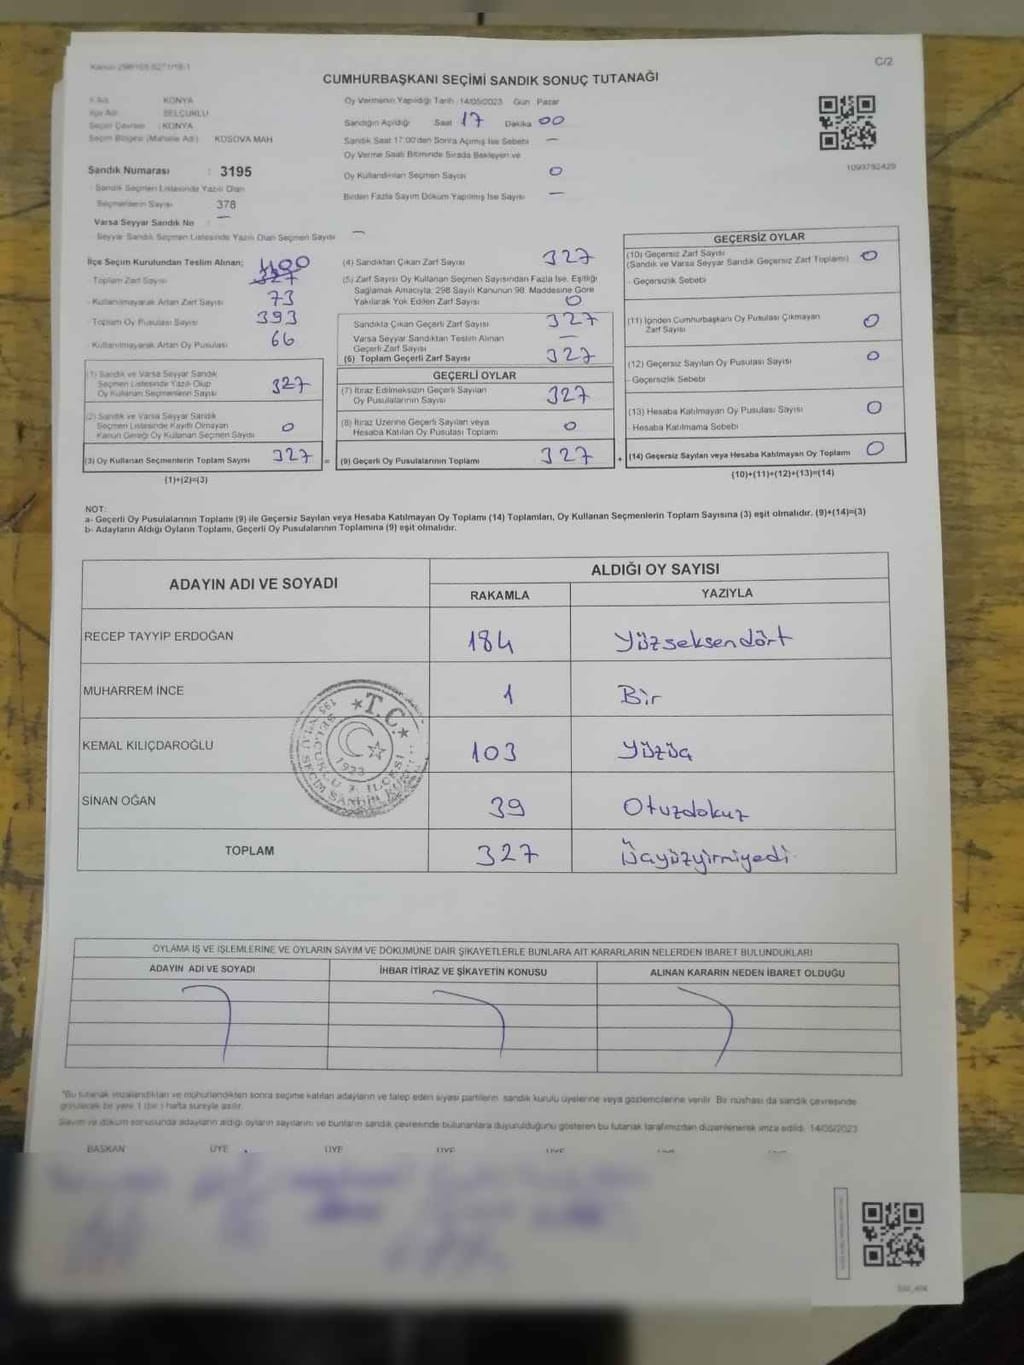 Kanun 298/105-6271/18-1
C/2
CUMHURBAŞKANI SEÇİMİ SANDIK SONUÇ TUTANAĞI
İl Adı : KONYA
İlçe Adı : SELÇUKLU
Seçim Çevresi : KONYA
Seçim Bölgesi (Mahalle Adı) : KOSOVA MAH
Sandık Numarası : 3195
Sandık Seçmen Listesinde Yazılı Olan
Seçmenlerin Sayısı 378
Varsa Seyyar Sandık No —
Seyyar Sandık Seçmen Listesinde Yazılı Olan Seçmen Sayısı —
Oy Vermenin Yapıldığı Tarih : 14/05/2023 Gün : Pazar
Sandığın Açıldığı Saat 17 Dakika 00
Sandık Saat 17:00'den Sonra Açılmış İse Sebebi —
Oy Verme Saati Bitiminde Sırada Bekleyen ve
Oy Kullandırılan Seçmen Sayısı 0
Birden Fazla Sayım Döküm Yapılmış İse Sayısı —
1093792429
İlçe Seçim Kurulundan Teslim Alınan; 400
Toplam Zarf Sayısı 327
Kullanılmayarak Artan Zarf Sayısı 73
Toplam Oy Pusulası Sayısı 393
Kullanılmayarak Artan Oy Pusulası 66
(1) Sandık ve Varsa Seyyar Sandık
Seçmen Listesinde Yazılı Olup
Oy Kullanan Seçmenlerin Sayısı 327
(2) Sandık ve Varsa Seyyar Sandık
Seçmen Listesinde Kayıtlı Olmayan
Kanun Gereği Oy Kullanan Seçmen Sayısı 0
(3) Oy Kullanan Seçmenlerin Toplam Sayısı 327 =
(1)+(2)=(3)
(4) Sandıktan Çıkan Zarf Sayısı 327
(5) Zarf Sayısı Oy Kullanan Seçmen Sayısından Fazla İse, Eşitliği
Sağlamak Amacıyla; 298 Sayılı Kanunun 98. Maddesine Göre
Yakılarak Yok Edilen Zarf Sayısı 0
Sandıkta Çıkan Geçerli Zarf Sayısı 327
Varsa Seyyar Sandıktan Teslim Alınan
Geçerli Zarf Sayısı —
(6) Toplam Geçerli Zarf Sayısı 327
GEÇERLİ OYLAR
(7) İtiraz Edilmeksizin Geçerli Sayılan
Oy Pusulalarının Sayısı 327
(8) İtiraz Üzerine Geçerli Sayılan veya
Hesaba Katılan Oy Pusulası Toplamı 0
(9) Geçerli Oy Pusulalarının Toplamı 327 +
GEÇERSİZ OYLAR
(10) Geçersiz Zarf Sayısı
(Sandık ve Varsa Seyyar Sandık Geçersiz Zarf Toplamı) 0
- Geçersizlik Sebebi
(11) İçinden Cumhurbaşkanı Oy Pusulası Çıkmayan
Zarf Sayısı 0
(12) Geçersiz Sayılan Oy Pusulası Sayısı 0
- Geçersizlik Sebebi
(13) Hesaba Katılmayan Oy Pusulası Sayısı 0
- Hesaba Katılmama Sebebi
(14) Geçersiz Sayılan veya Hesaba Katılmayan Oy Toplamı 0
(10)+(11)+(12)+(13)=(14)
NOT:
a- Geçerli Oy Pusulalarının Toplamı (9) ile Geçersiz Sayılan veya Hesaba Katılmayan Oy Toplamı (14) Toplamları, Oy Kullanan Seçmenlerin Toplam Sayısına (3) eşit olmalıdır. (9)+(14)=(3)
b- Adayların Aldığı Oyların Toplamı, Geçerli Oy Pusulalarının Toplamına (9) eşit olmalıdır.
ADAYIN ADI VE SOYADI ALDIĞI OY SAYISI
RAKAMLA YAZIYLA
RECEP TAYYİP ERDOĞAN 184 Yüzseksendört
MUHARREM İNCE 1 Bir
KEMAL KILIÇDAROĞLU 103 Yüzüç
SİNAN OĞAN 39 Otuzdokuz
TOPLAM 327 Üçyüzyirmiyedi
★T.C★
1923
OYLAMA İŞ VE İŞLEMLERİNE VE OYLARIN SAYIM VE DÖKÜMÜNE DAİR ŞİKAYETLERLE BUNLARA AİT KARARLARIN NELERDEN İBARET BULUNDUKLARI
ADAYIN ADI VE SOYADI İHBAR İTİRAZ VE ŞİKAYETİN KONUSU ALINAN KARARIN NEDEN İBARET OLDUĞU
*Bu tutanak imzalandıktan ve mühürlendikten sonra seçime katılan adayların ve talep eden siyasi partilerin sandık kurulu üyelerine veya gözlemcilerine verilir. Bir nüshası da sandık çevresinde
görülecek bir yere 1 (bir) hafta süreyle asılır.
Sayım ve döküm sonucunda adayların aldığı oyların sayılarını ve bunların sandık çevresinde bulunanlara duyurulduğunu gösteren bu tutanak tarafımızdan düzenlenerek imza edildi. 14/05/2023
BAŞKAN ÜYE ÜYE ÜYE ÜYE ÜYE ÜYE